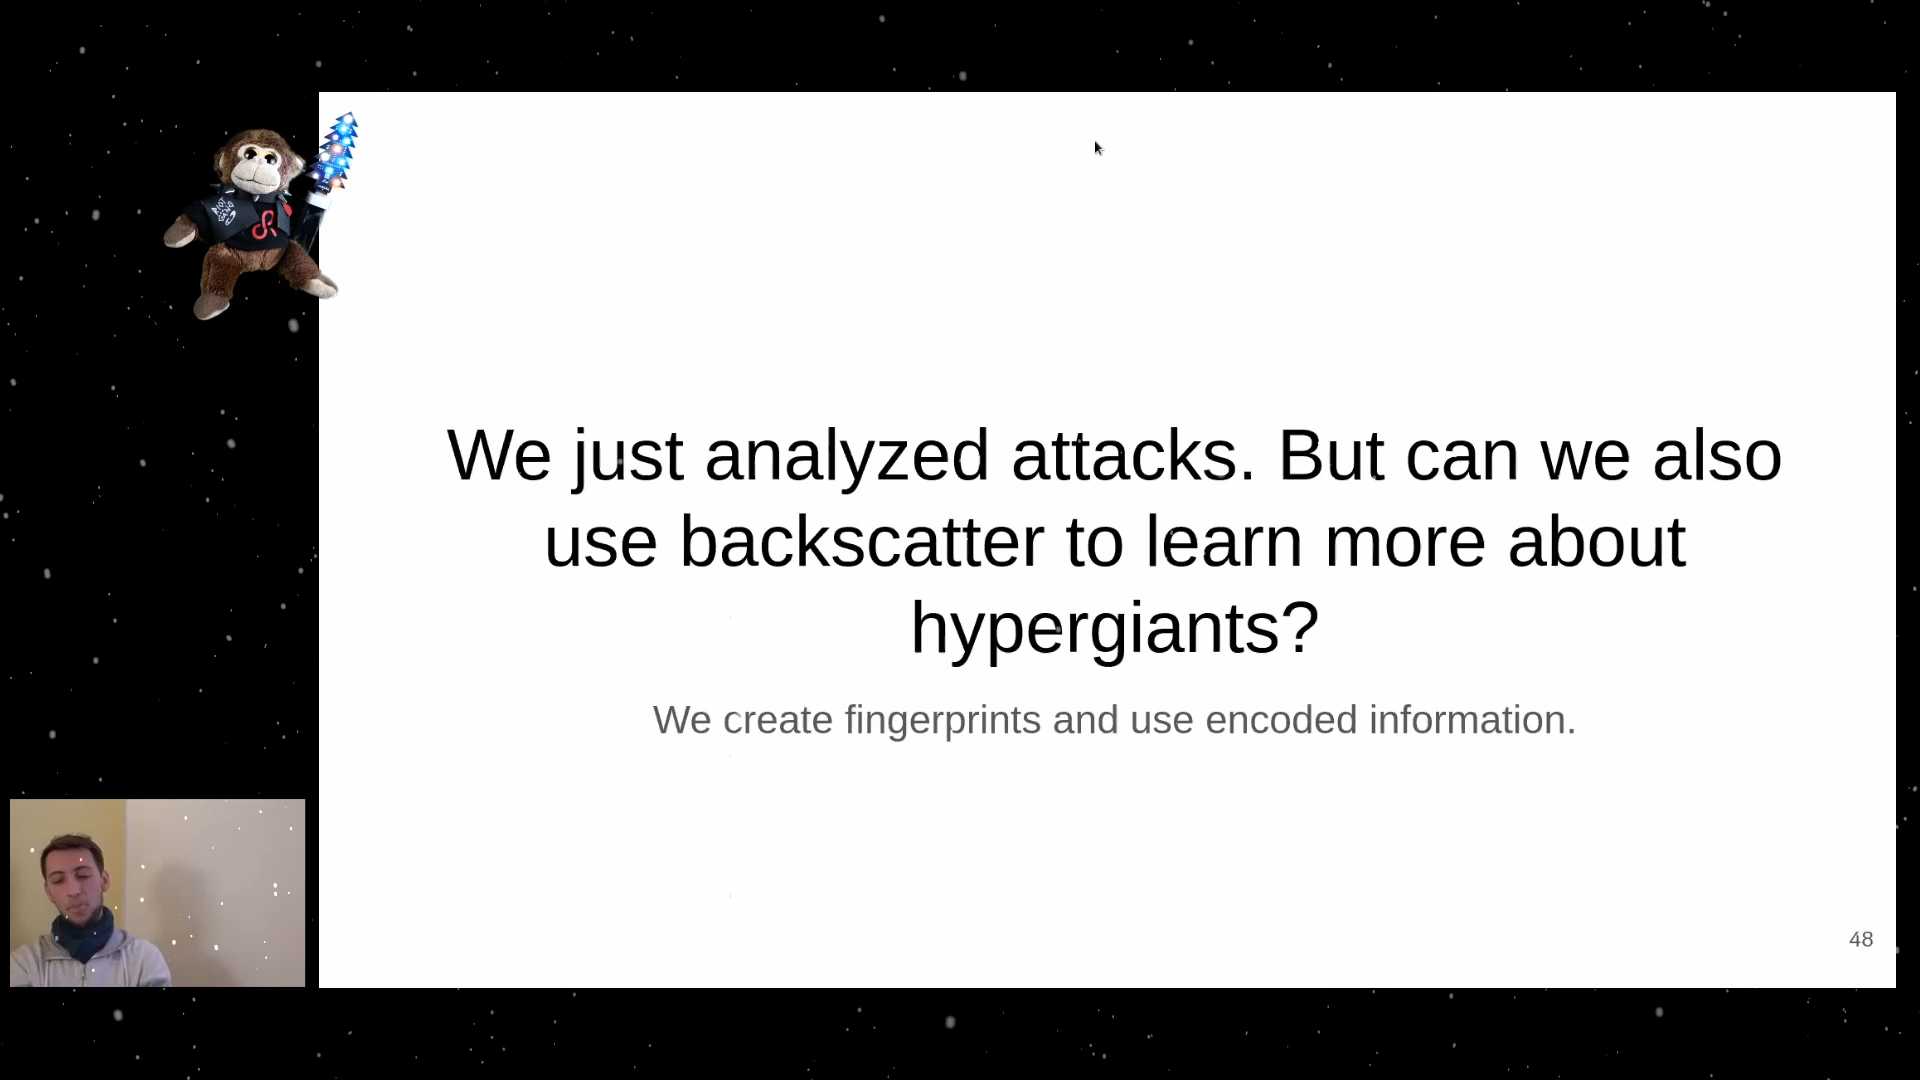 We just analyzed attacks. But can we also
use backscatter to learn more about
hypergiants?
We create fingerprints and use encoded information.
48